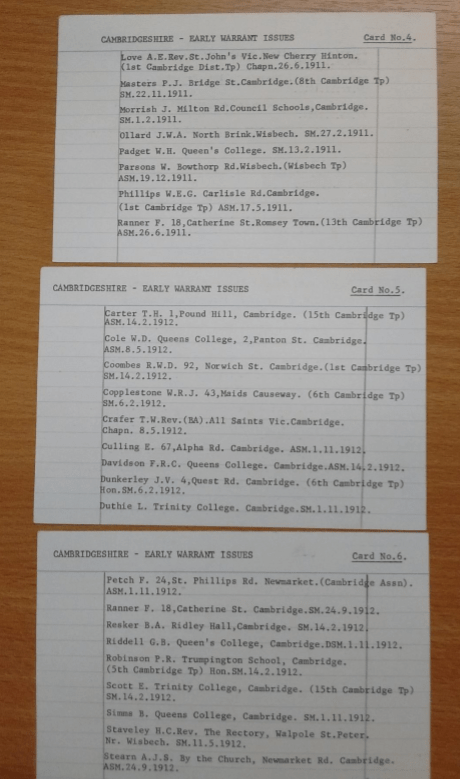 CAMBRIDGESHIRE - EARLY WARRANT ISSUES Card No.4.
Love A.E.Rev.St.John's Vic.New Cherry Hinton.
(1st Cambridge Dist.Tp) Chapn.26.6.1911.
Masters P.J. Bridge St.Cambridge.(8th Cambridge Tp)
SM.22.11.1911.
Morrish J. Milton Rd.Council Schools,Cambridge.
SM.1.2.1911.
Ollard J.W.A. North Brink.Wisbech. SM.27.2.1911.
Padget W.H. Queen's College. SM.13.2.1911.
Parsons W. Bowthorp Rd.Wisbech.(Wisbech Tp)
ASM.19.12.1911.
Phillips W.E.G. Carlisle Rd.Cambridge.
(1st Cambridge Tp) ASM.17.5.1911.
Ranner F. 18,Catherine St.Romsey Town.(13th Cambridge Tp)
ASM.26.6.1911.
CAMBRIDGESHIRE - EARLY WARRANT ISSUES Card No.5.
Carter T.H. 1,Pound Hill, Cambridge. (15th Cambridge Tp)
ASM.14.2.1912.
Cole W.D. Queens College, 2,Panton St. Cambridge.
ASM.8.5.1912.
Coombes R.W.D. 92, Norwich St. Cambridge.(1st Cambridge Tp)
SM.14.2.1912.
Copplestone W.R.J. 43,Maids Causeway. (6th Cambridge Tp)
SM.6.2.1912.
Crafer T.W.Rev.(BA).All Saints Vic.Cambridge.
Chapn. 8.5.1912.
Culling E. 67,Alpha Rd. Cambridge. ASM.1.11.1912.
Davidson F.R.C. Queens College. Cambridge.ASM.14.2.1912.
Dunkerley J.V. 4,Quest Rd. Cambridge. (6th Cambridge Tp)
Hon.SM.6.2.1912.
Duthie L. Trinity College. Cambridge.SM.1.11.1912.
CAMBRIDGESHIRE - EARLY WARRANT ISSUES Card No.6.
Petch F. 24,St. Phillips Rd. Newmarket.(Cambridge Assn).
ASM.1.11.1912.
Ranner F. 18,Catherine St. Cambridge.SM.24.9.1912.
Resker B.A. Ridley Hall,Cambridge. SM.14.2.1912.
Riddell G.B. Queen's College, Cambridge.DSM.1.11.1912.
Robinson P.R. Trumpington School, Cambridge.
(5th Cambridge Tp) Hon.SM.14.2.1912.
Scott E. Trinity College, Cambridge. (15th Cambridge Tp)
SM.14.2.1912.
Simms B. Queens College, Cambridge. SM.1.11.1912.
Staveley H.C.Rev. The Rectory, Walpole St.Peter,
Nr. Wisbech. SM.11.5.1912.
Stearn A.J.S. By the Church, Newmarket Rd. Cambridge.
ASM.24.9.1912.